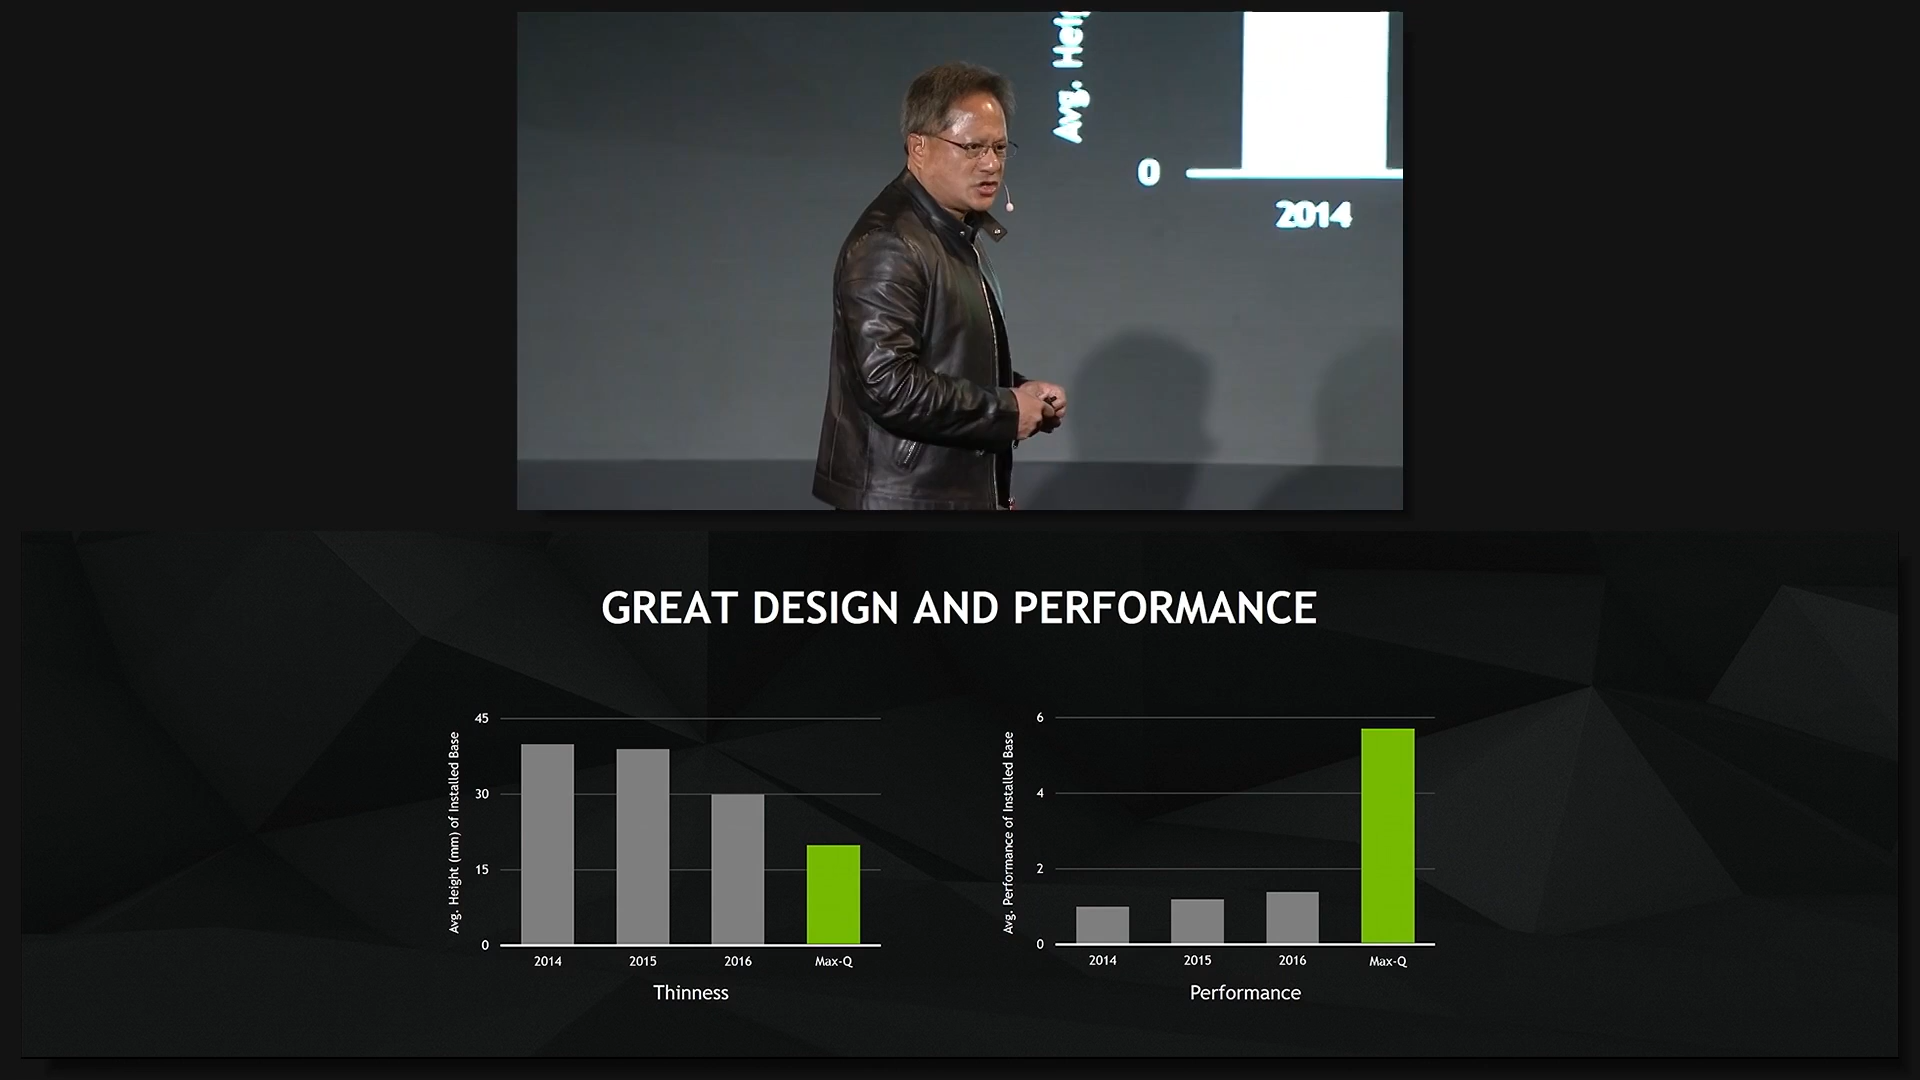 Avg. Heig
0
2014
GREAT DESIGN AND PERFORMANCE
Avg. Height (mm) of Installed Base
45
30
15
0
2014 2015 2016 Max-Q
Thinness
Avg. Performance of Installed Base
6
4
2
0
2014 2015 2016 Max-Q
Performance